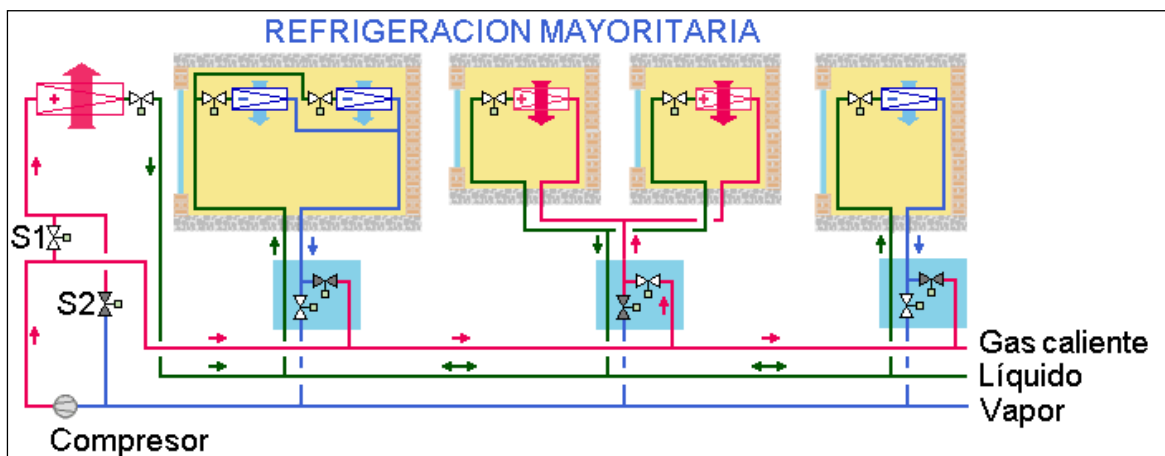 REFRIGERACION MAYORITARIA
S1
S2
Gas caliente
Líquido
Vapor
Compresor